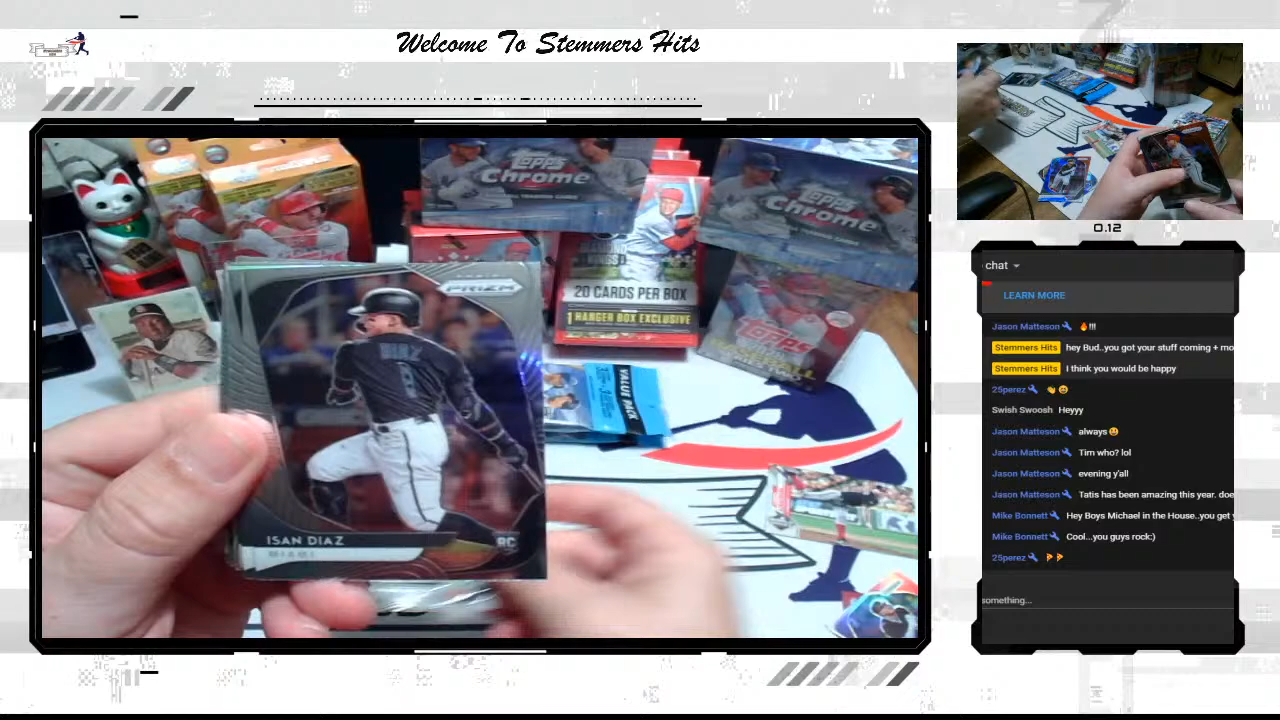 Welcome To Stemmers Hits
Topps
Chrome
Topps
Chrome
20 CARDS PER BOX
1 HANGER BOX EXCLUSIVE
Topps
VALUE PACK
PRIZM
DIAZ
ISAN DIAZ
MIAMI
RC
0.12
chat
LEARN MORE
Jason Matteson 🔥!!!
Stemmers Hits hey Bud..you got your stuff coming + mo
Stemmers Hits I think you would be happy
25perez 👏😄
Swish Swoosh Heyyy
Jason Matteson always😃
Jason Matteson Tim who? lol
Jason Matteson evening y'all
Jason Matteson Tatis has been amazing this year. doe
Mike Bonnett Hey Boys Michael in the House..you get y
Mike Bonnett Cool...you guys rock:)
25perez 🍕🍕
something...